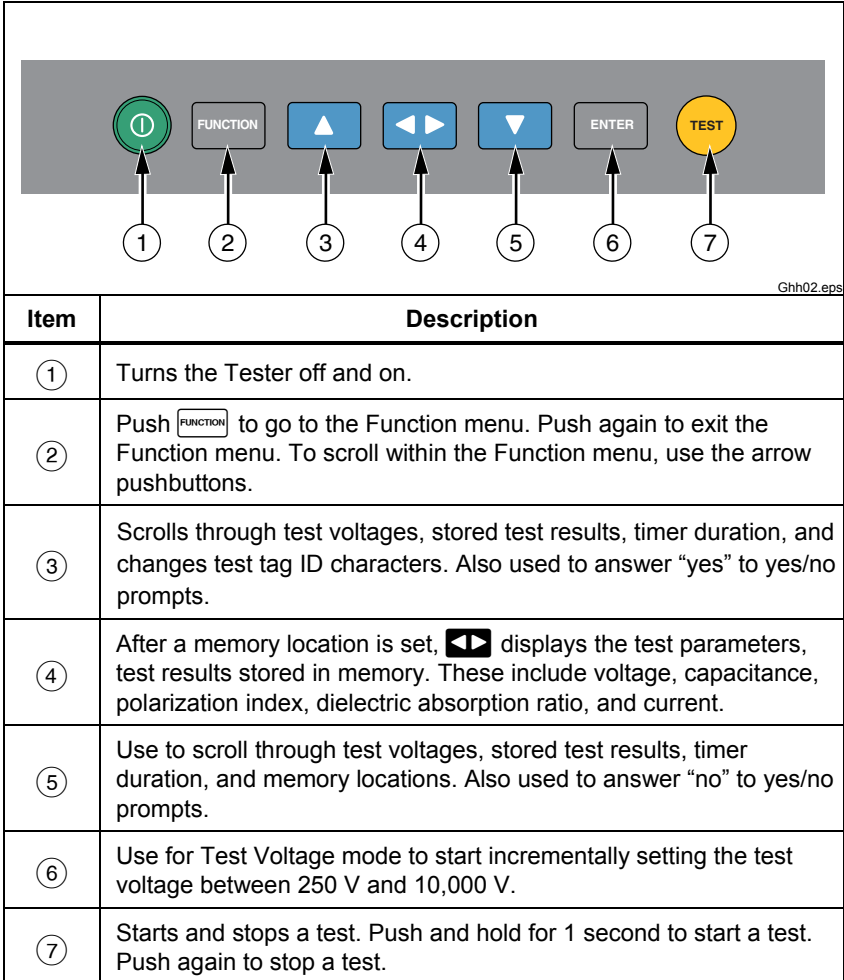 FUNCTION
ENTER
TEST
1
2
3
4
5
6
7
Ghh02.eps
Item
Description
1
Turns the Tester off and on.
2
Push FUNCTION to go to the Function menu. Push again to exit the
Function menu. To scroll within the Function menu, use the arrow
pushbuttons.
3
Scrolls through test voltages, stored test results, timer duration, and
changes test tag ID characters. Also used to answer “yes” to yes/no
prompts.
4
After a memory location is set, displays the test parameters,
test results stored in memory. These include voltage, capacitance,
polarization index, dielectric absorption ratio, and current.
5
Use to scroll through test voltages, stored test results, timer
duration, and memory locations. Also used to answer “no” to yes/no
prompts.
6
Use for Test Voltage mode to start incrementally setting the test
voltage between 250 V and 10,000 V.
7
Starts and stops a test. Push and hold for 1 second to start a test.
Push again to stop a test.